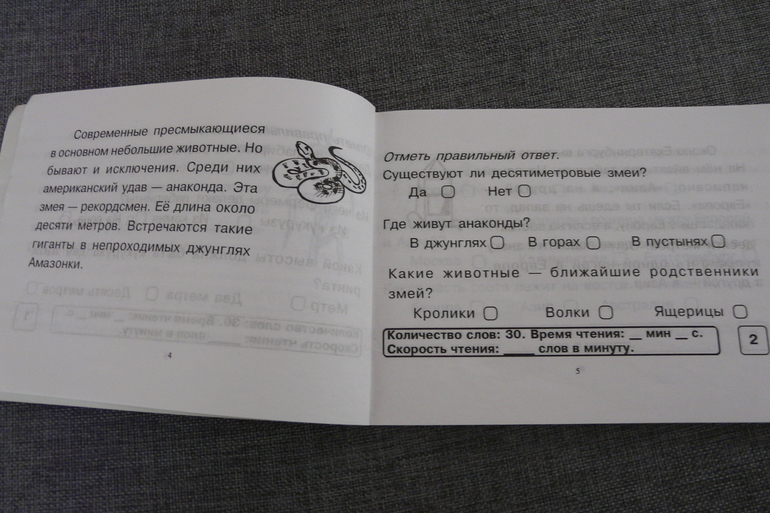 Современные пресмыкающиеся
в основном небольшие животные. Но
бывают и исключения. Среди них
американский удав — анаконда. Эта
змея — рекордсмен. Её длина около
десяти метров. Встречаются такие
гиганты в непроходимых джунглях
Амазонки.
4
Отметь правильный ответ.
Существуют ли десятиметровые змеи?
Да Нет
Где живут анаконды?
В джунглях В горах В пустынях
Какие животные — ближайшие родственники
змей?
Кролики Волки Ящерицы
Количество слов: 30. Время чтения: __ мин __ с.
Скорость чтения: ____ слов в минуту.
2
5